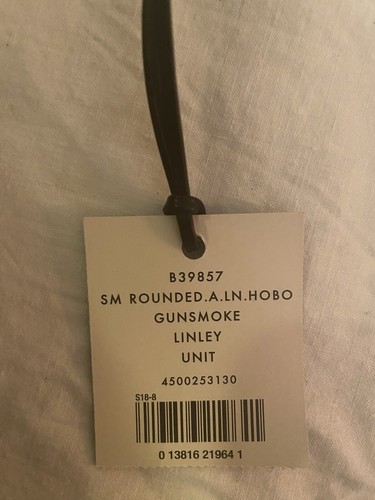 B39857
SM ROUNDED.A.LN.HOBO
GUNSMOKE
LINLEY
UNIT
4500253130
S18-8
0 13816 21964 1